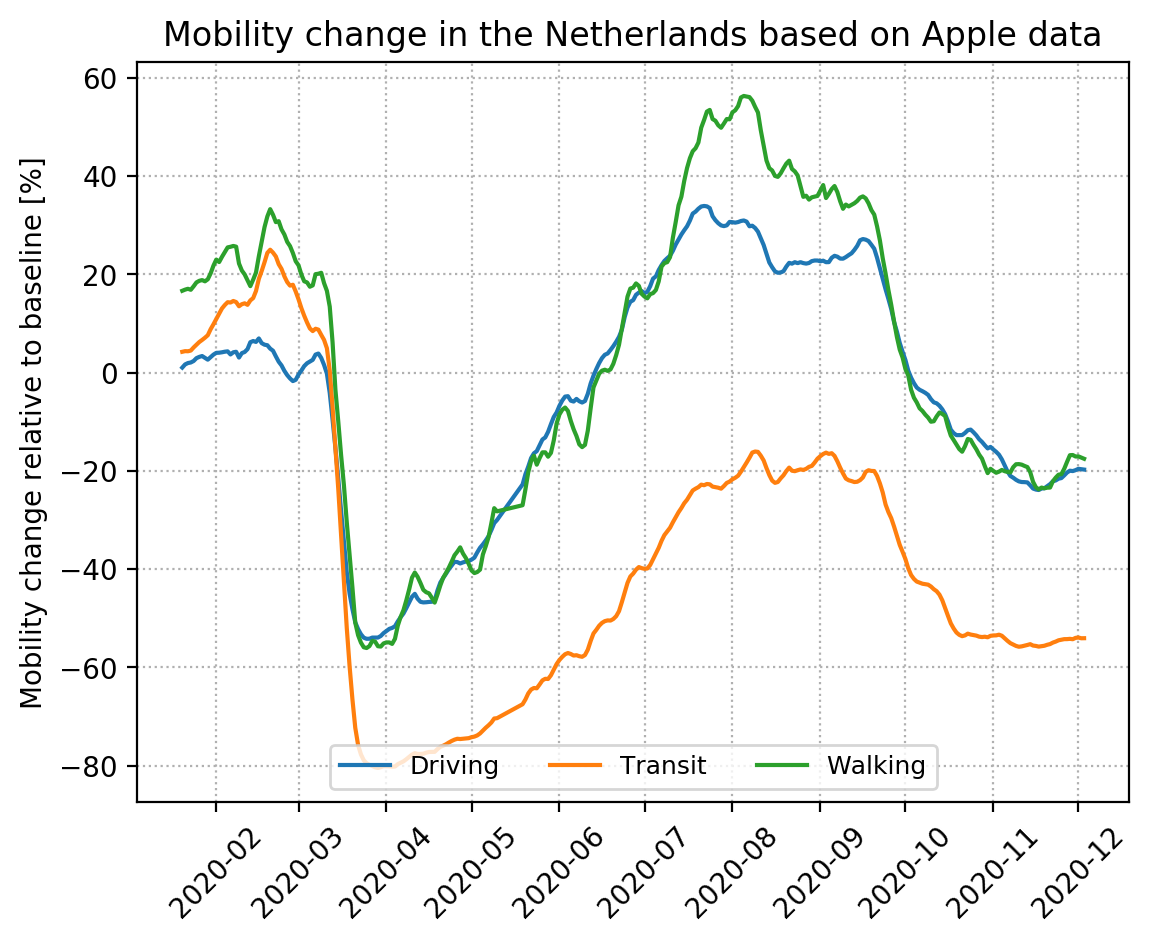 Mobility change in the Netherlands based on Apple data
Mobility change relative to baseline [%]
60
40
20
0
−20
−40
−60
−80
Driving Transit Walking
2020-02 2020-03 2020-04 2020-05 2020-06 2020-07 2020-08 2020-09 2020-10 2020-11 2020-12